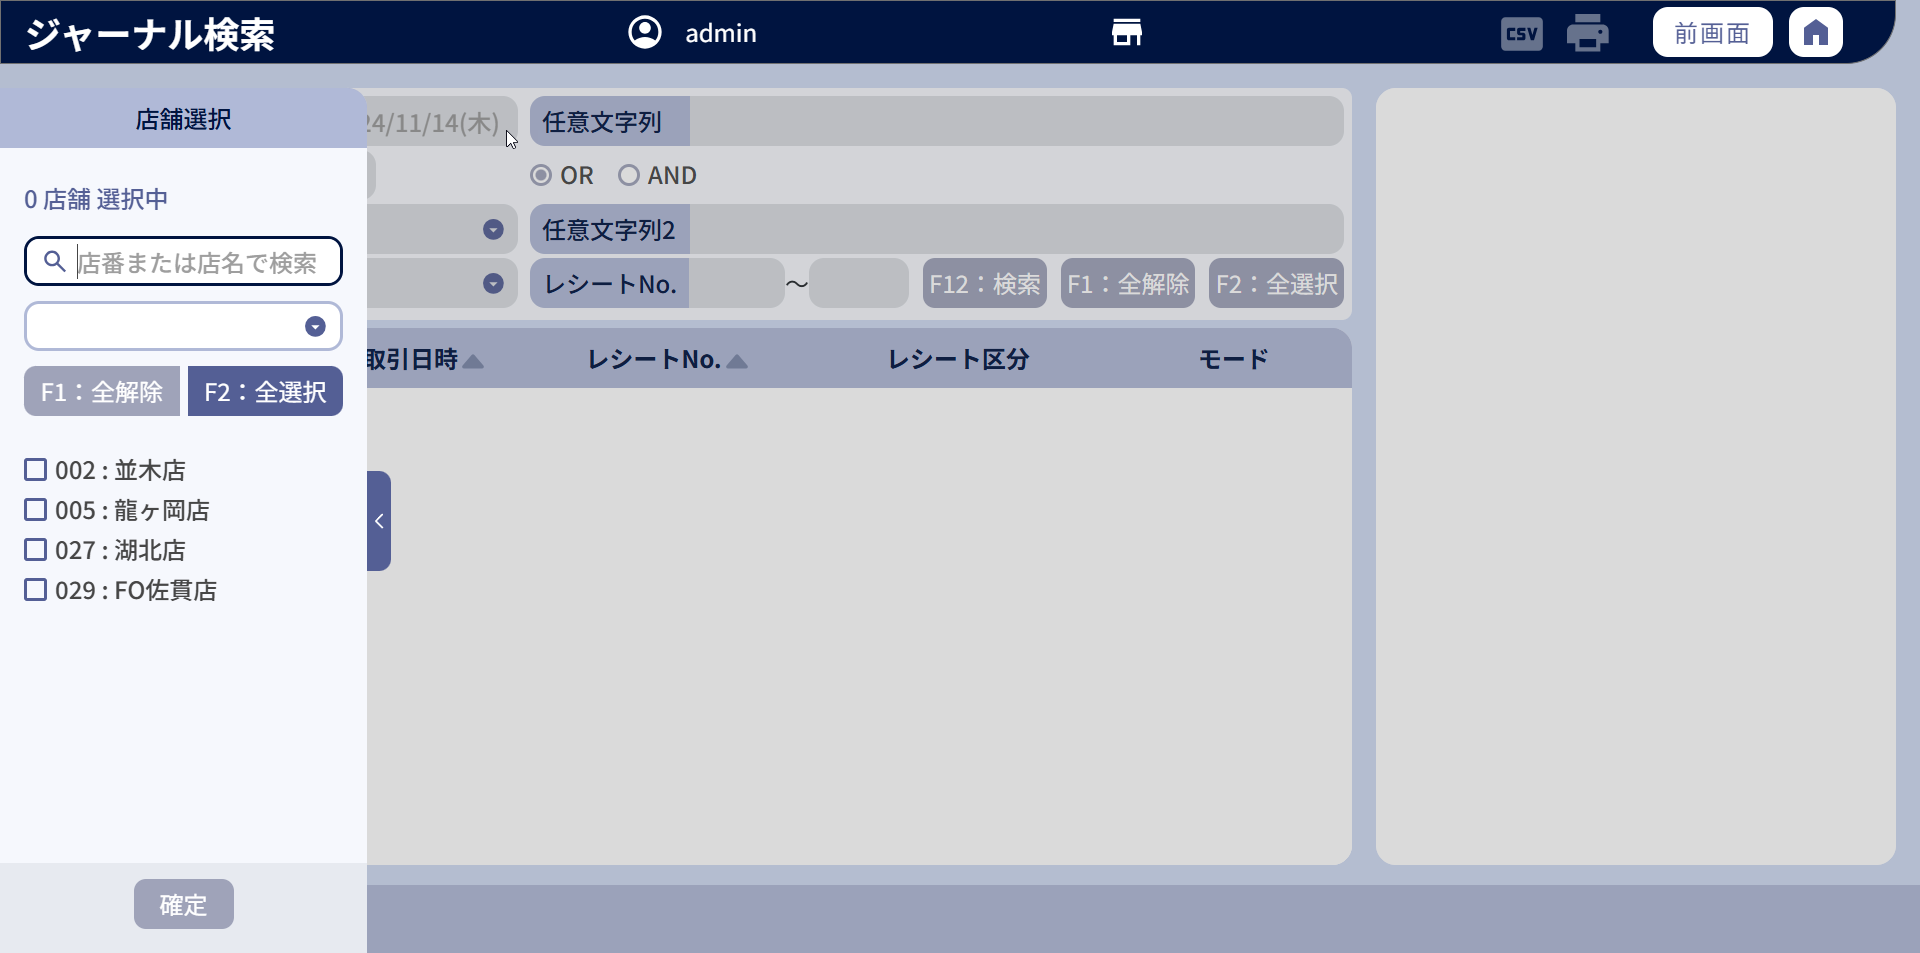 ジャーナル検索
admin
CSV
前画面
店舗選択
0 店舗 選択中
店番または店名で検索
F1：全解除
F2：全選択
002 : 並木店
005 : 龍ヶ岡店
027 : 湖北店
029 : FO佐貫店
確定
24/11/14(木)
任意文字列
OR
AND
任意文字列2
レシートNo.
～
F12：検索
F1：全解除
F2：全選択
取引日時
レシートNo.
レシート区分
モード